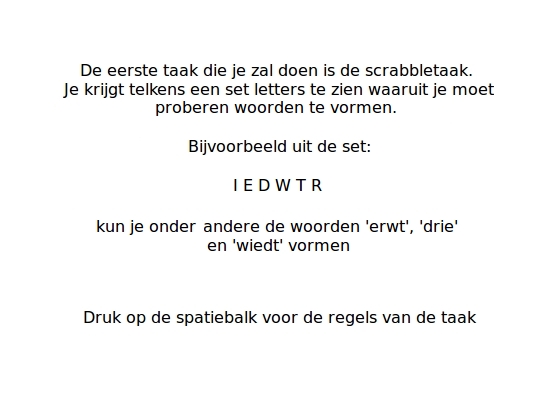 De eerste taak die je zal doen is de scrabbletaak.
Je krijgt telkens een set letters te zien waaruit je moet
proberen woorden te vormen.
Bijvoorbeeld uit de set:
I E D W T R
kun je onder andere de woorden 'erwt', 'drie'
en 'wiedt' vormen
Druk op de spatiebalk voor de regels van de taak